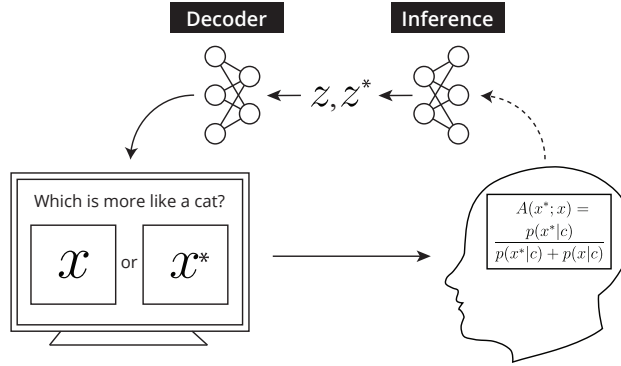 Decoder
Inference
z, z*
Which is more like a cat?
x or x*
A(x*; x) =
p(x*|c)
p(x*|c) + p(x|c)